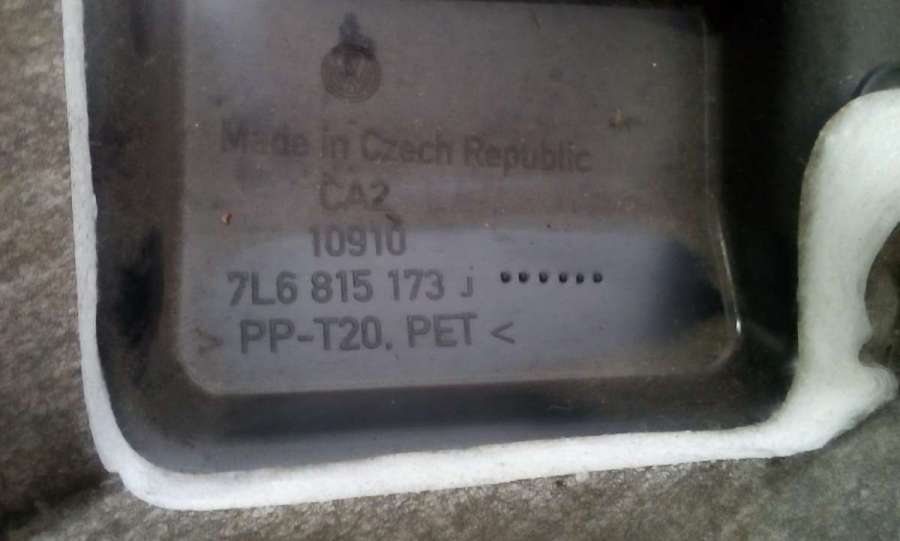 Made in Czech Republic
CA2
10910
7L6 815 173 J ••••••
> PP-T20. PET <